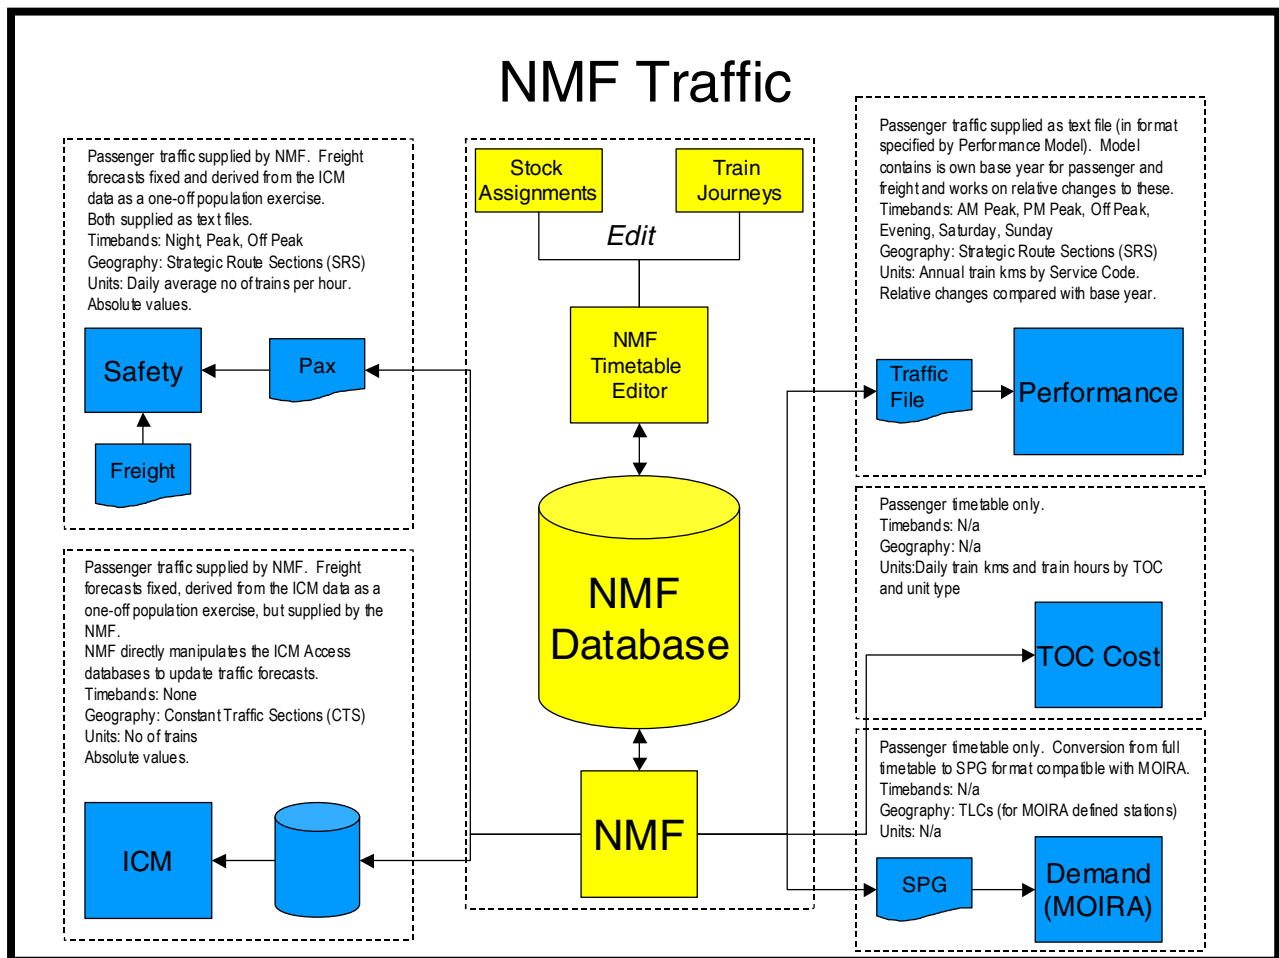 NMF Traffic
Passenger traffic supplied by NMF. Freight
forecasts fixed and derived from the ICM
data as a one-off population exercise.
Both supplied as text files.
Timebands: Night, Peak, Off Peak
Geography: Strategic Route Sections (SRS)
Units: Daily average no of trains per hour.
Absolute values.
Safety
Pax
Freight
Passenger traffic supplied by NMF. Freight
forecasts fixed, derived from the ICM data as a
one-off population exercise, but supplied by the
NMF.
NMF directly manipulates the ICM Access
databases to update traffic forecasts.
Timebands: None
Geography: Constant Traffic Sections (CTS)
Units: No of trains
Absolute values.
ICM
Stock
Assignments
Train
Journeys
Edit
NMF
Timetable
Editor
NMF
Database
NMF
Passenger traffic supplied as text file (in format
specified by Performance Model). Model
contains is own base year for passenger and
freight and works on relative changes to these.
Timebands: AM Peak, PM Peak, Off Peak,
Evening, Saturday, Sunday
Geography: Strategic Route Sections (SRS)
Units: Annual train kms by Service Code.
Relative changes compared with base year.
Traffic
File
Performance
Passenger timetable only.
Timebands: N/a
Geography: N/a
Units:Daily train kms and train hours by TOC
and unit type
TOC Cost
Passenger timetable only. Conversion from full
timetable to SPG format compatible with MOIRA.
Timebands: N/a
Geography: TLCs (for MOIRA defined stations)
Units: N/a
SPG
Demand
(MOIRA)